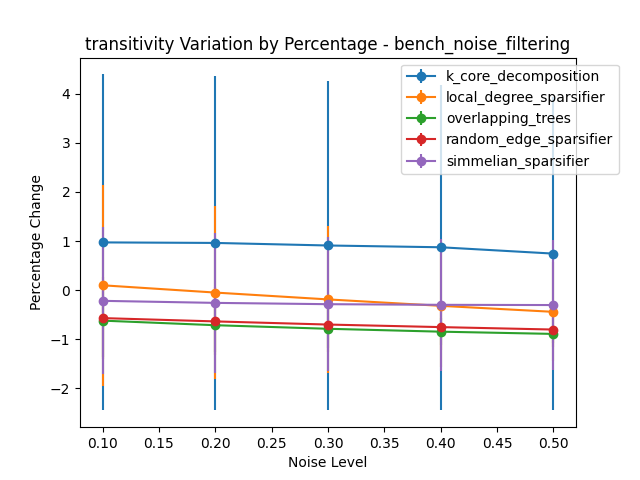 transitivity Variation by Percentage - bench_noise_filtering
k_core_decomposition
local_degree_sparsifier
overlapping_trees
random_edge_sparsifier
simmelian_sparsifier
Percentage Change
4
3
2
1
0
−1
−2
0.10 0.15 0.20 0.25 0.30 0.35 0.40 0.45 0.50
Noise Level